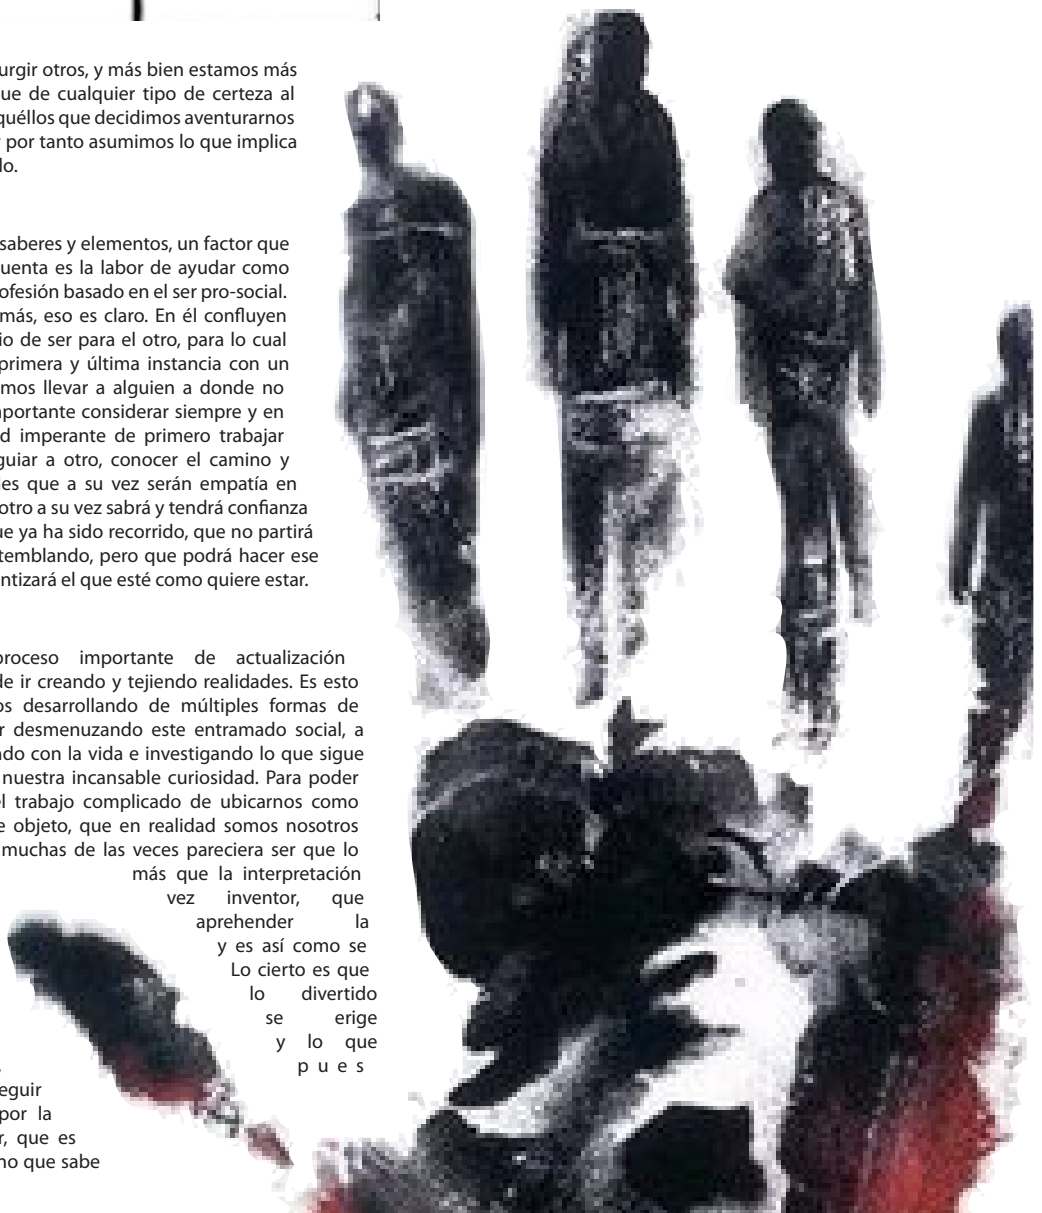 urgir otros, y más bien estamos más
ue de cualquier tipo de certeza al
quéllos que decidimos aventurarnos
por tanto asumimos lo que implica
lo.
saberes y elementos, un factor que
uenta es la labor de ayudar como
ofesión basado en el ser pro-social.
más, eso es claro. En él confluyen
io de ser para el otro, para lo cual
primera y última instancia con un
mos llevar a alguien a donde no
portante considerar siempre y en
d imperante de primero trabajar
guiar a otro, conocer el camino y
es que a su vez serán empatía en
otro a su vez sabrá y tendrá confianza
ue ya ha sido recorrido, que no partirá
temblando, pero que podrá hacer ese
ntizará el que esté como quiere estar.
proceso importante de actualización
de ir creando y tejiendo realidades. Es esto
os desarrollando de múltiples formas de
r desmenuzando este entramado social, a
ndo con la vida e investigando lo que sigue
nuestra incansable curiosidad. Para poder
el trabajo complicado de ubicarnos como
e objeto, que en realidad somos nosotros
muchas de las veces pareciera ser que lo
más que la interpretación
vez inventor, que
aprehender la
y es así como se
Lo cierto es que
lo divertido
se erige
y lo que
p u e s
eguir
por la
r, que es
no que sabe